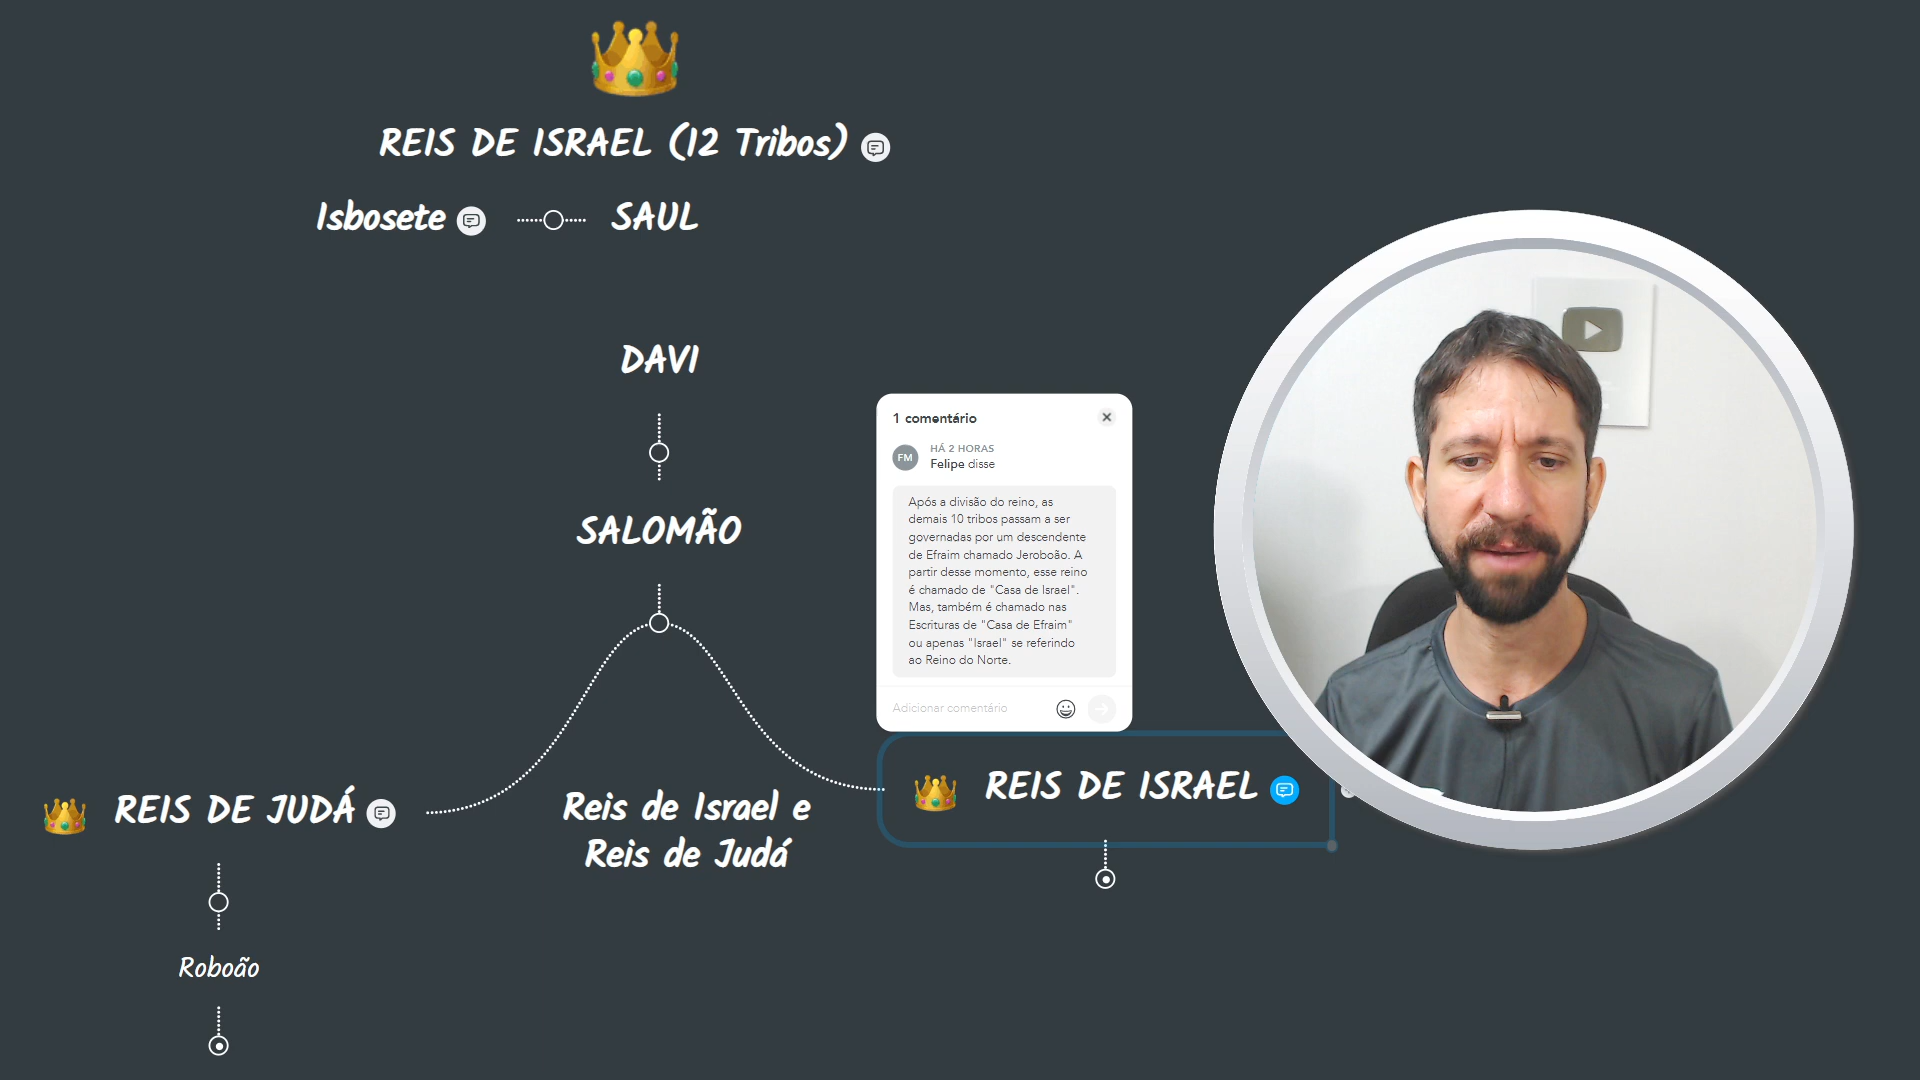 REIS DE ISRAEL (12 Tribos)
Isbosete
SAUL
DAVI
SALOMÃO
1 comentário
FM
HÁ 2 HORAS
Felipe disse
Após a divisão do reino, as
demais 10 tribos passam a ser
governadas por um descendente
de Efraim chamado Jeroboão. A
partir desse momento, esse reino
é chamado de "Casa de Israel".
Mas, também é chamado nas
Escrituras de "Casa de Efraim"
ou apenas "Israel" se referindo
ao Reino do Norte.
Adicionar comentário
REIS DE JUDÁ
Reis de Israel e
Reis de Judá
REIS DE ISRAEL
Roboão